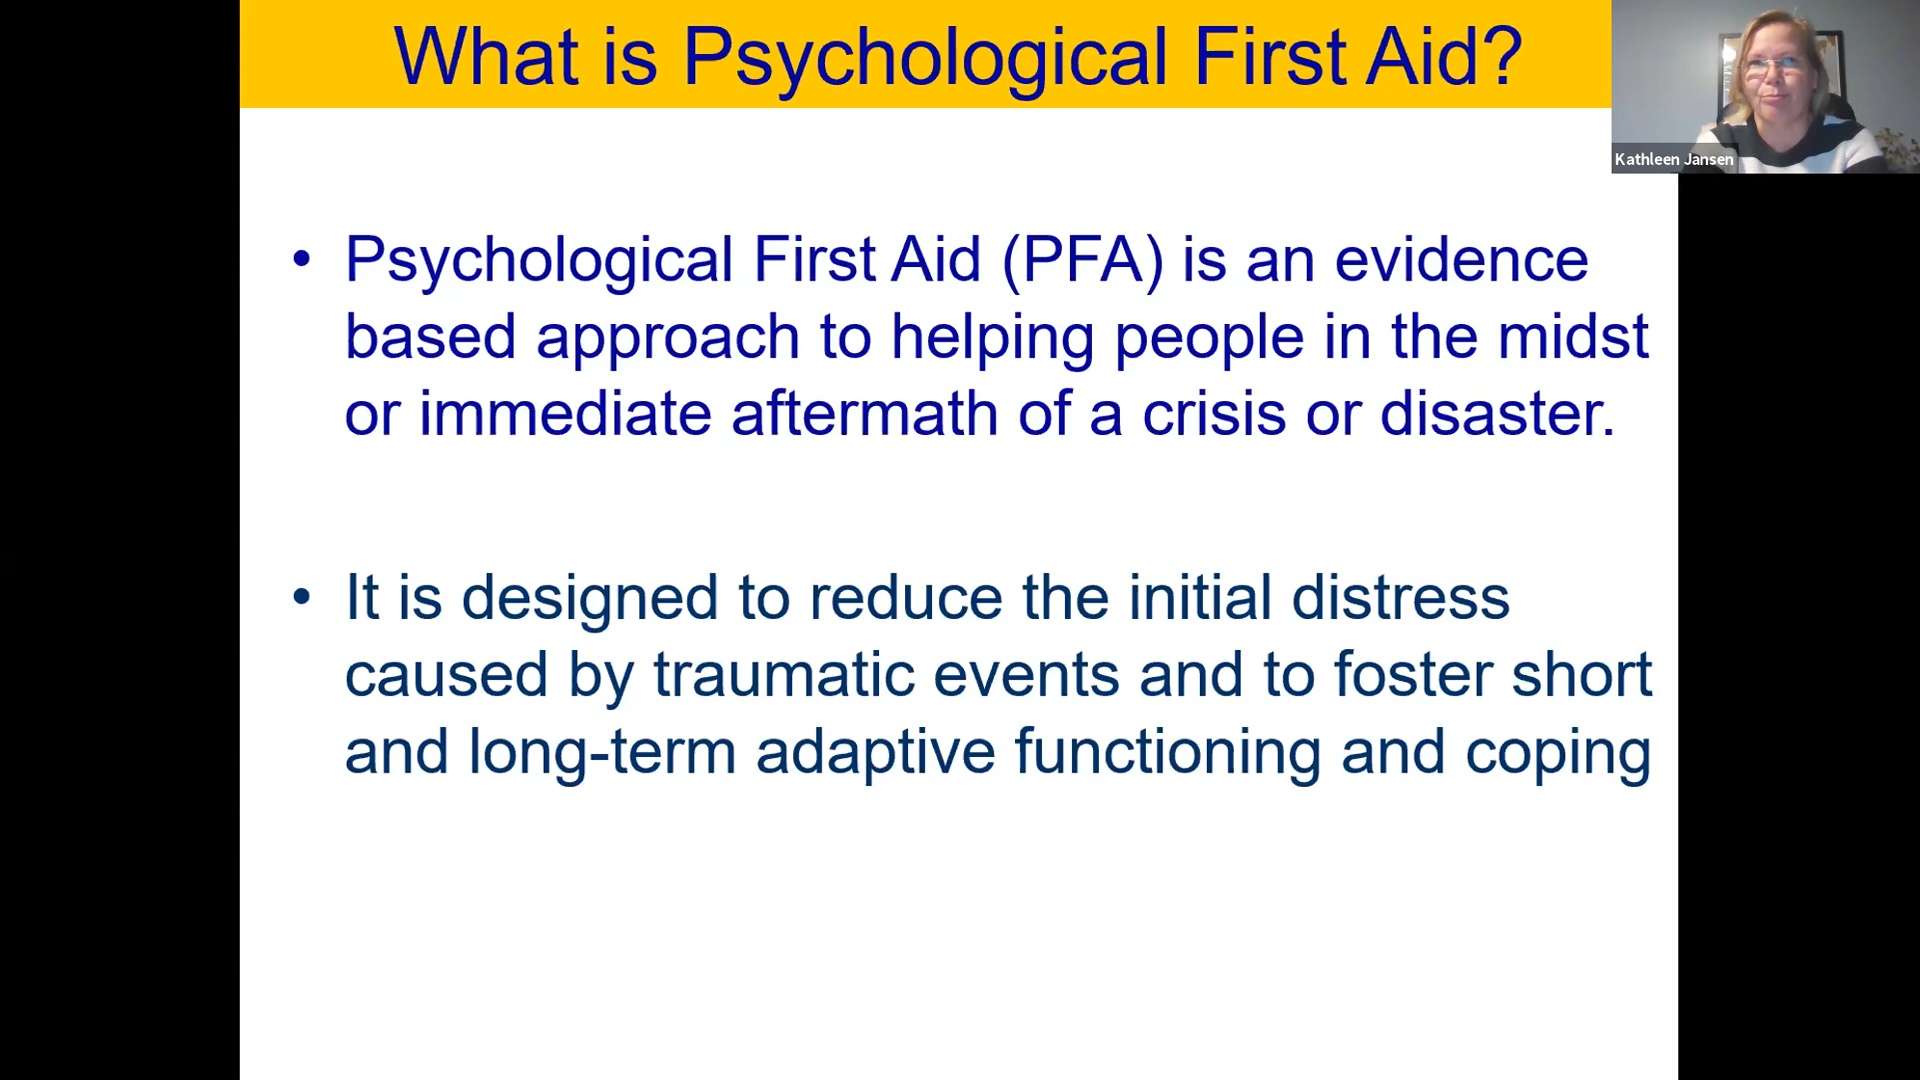 What is Psychological First Aid?
Kathleen Jansen
• Psychological First Aid (PFA) is an evidence
based approach to helping people in the midst
or immediate aftermath of a crisis or disaster.
• It is designed to reduce the initial distress
caused by traumatic events and to foster short
and long-term adaptive functioning and coping